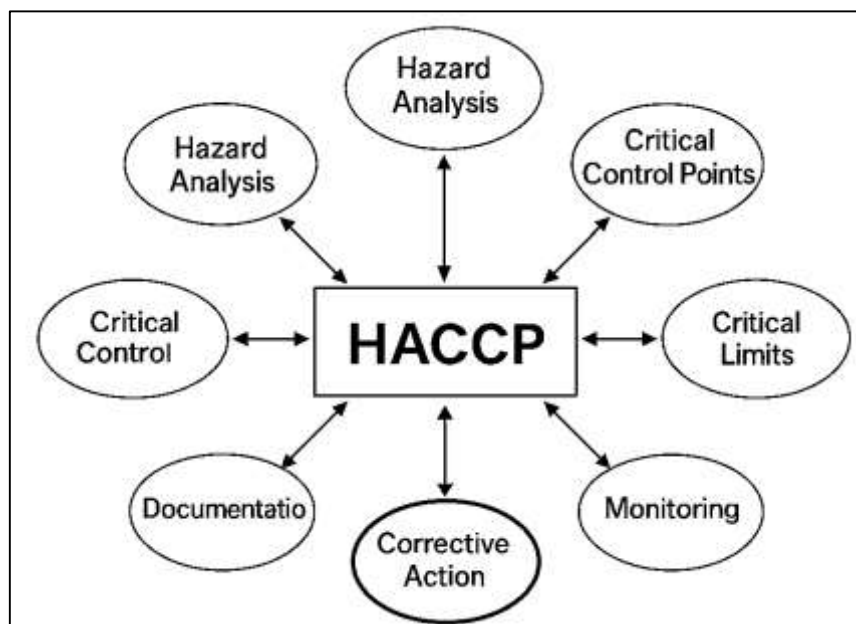 Hazard
Analysis
Hazard
Analysis
Critical
Control Points
Critical
Control
HACCP
Critical
Limits
Documentatio
Corrective
Action
Monitoring